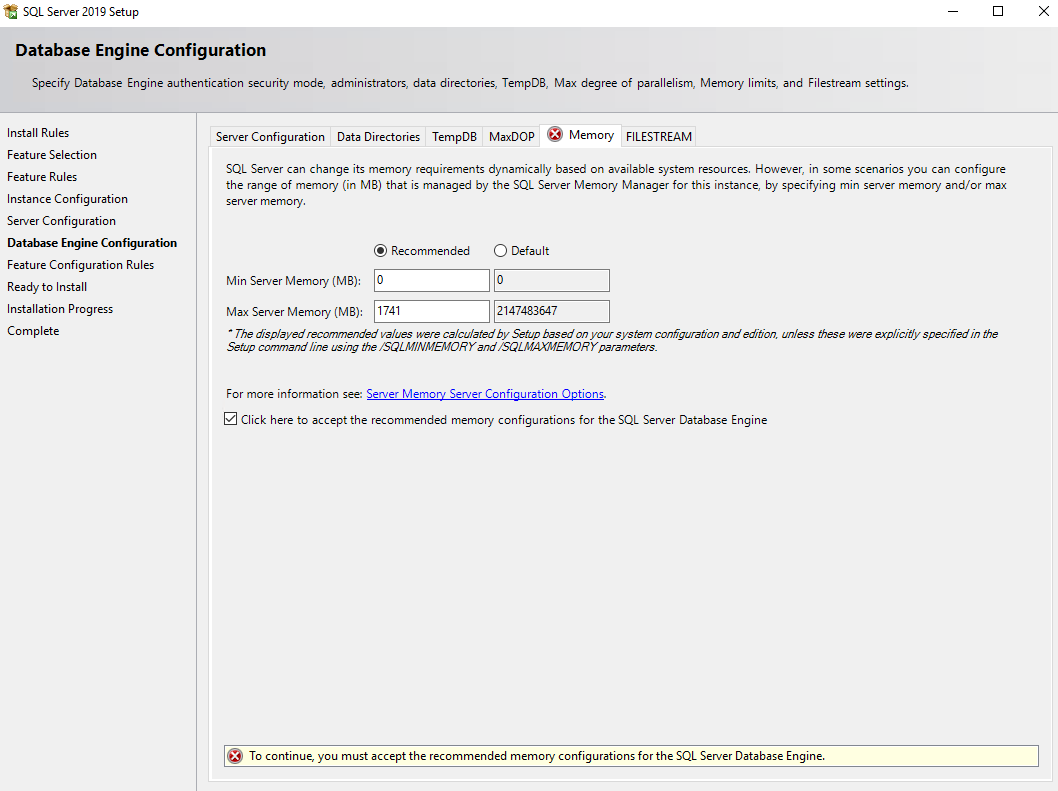 SQL Server 2019 Setup
Database Engine Configuration
Specify Database Engine authentication security mode, administrators, data directories, TempDB, Max degree of parallelism, Memory limits, and Filestream settings.
Install Rules
Feature Selection
Feature Rules
Instance Configuration
Server Configuration
Database Engine Configuration
Feature Configuration Rules
Ready to Install
Installation Progress
Complete
Server Configuration Data Directories TempDB MaxDOP Memory FILESTREAM
SQL Server can change its memory requirements dynamically based on available system resources. However, in some scenarios you can configure
the range of memory (in MB) that is managed by the SQL Server Memory Manager for this instance, by specifying min server memory and/or max
server memory.
Recommended Default
Min Server Memory (MB): 0 0
Max Server Memory (MB): 1741 2147483647
* The displayed recommended values were calculated by Setup based on your system configuration and edition, unless these were explicitly specified in the
Setup command line using the /SQLMINMEMORY and /SQLMAXMEMORY parameters.
For more information see: Server Memory Server Configuration Options.
Click here to accept the recommended memory configurations for the SQL Server Database Engine
To continue, you must accept the recommended memory configurations for the SQL Server Database Engine.